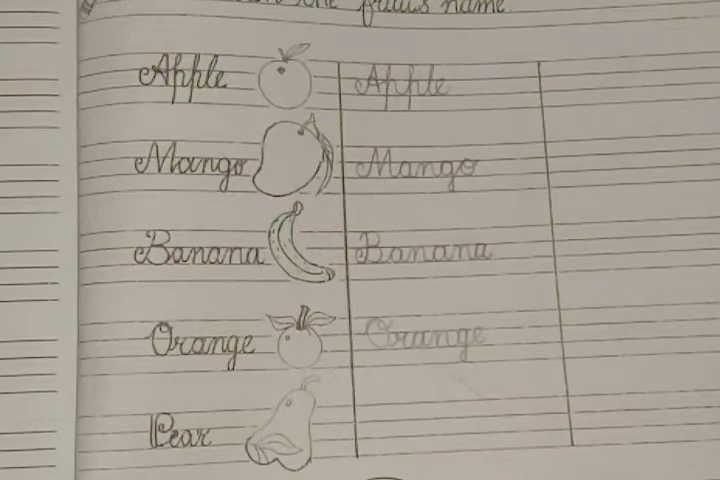 fruits name
Apple Apple
Mango Mango
Banana Banana
Orange Orange
Pear